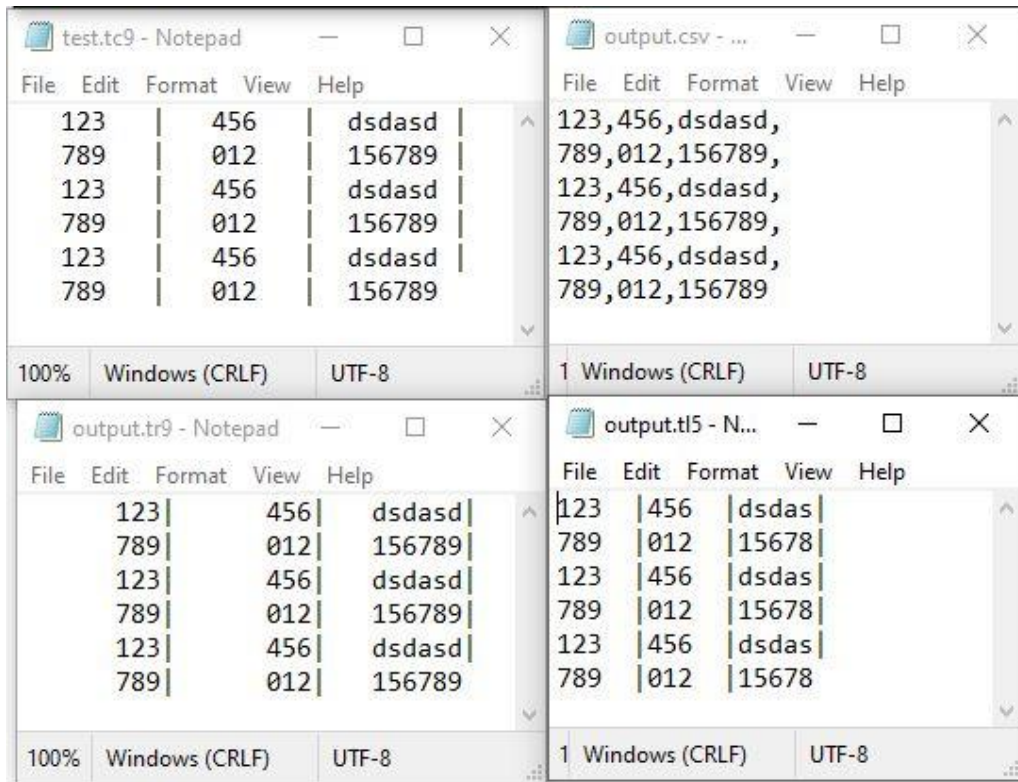 test.tc9 - Notepad
File Edit Format View Help
123 | 456 | dsdasd |
789 | 012 | 156789 |
123 | 456 | dsdasd |
789 | 012 | 156789 |
123 | 456 | dsdasd |
789 | 012 | 156789
100% Windows (CRLF) UTF-8
output.csv - ...
File Edit Format View Help
123,456,dsdasd,
789,012,156789,
123,456,dsdasd,
789,012,156789,
123,456,dsdasd,
789,012,156789
1 Windows (CRLF) UTF-8
output.tr9 - Notepad
File Edit Format View Help
123| 456| dsdasd|
789| 012| 156789|
123| 456| dsdasd|
789| 012| 156789|
123| 456| dsdasd|
789| 012| 156789
100% Windows (CRLF) UTF-8
output.tl5 - N...
File Edit Format View Help
123 |456 |dsdas|
789 |012 |15678|
123 |456 |dsdas|
789 |012 |15678|
123 |456 |dsdas|
789 |012 |15678
1 Windows (CRLF) UTF-8